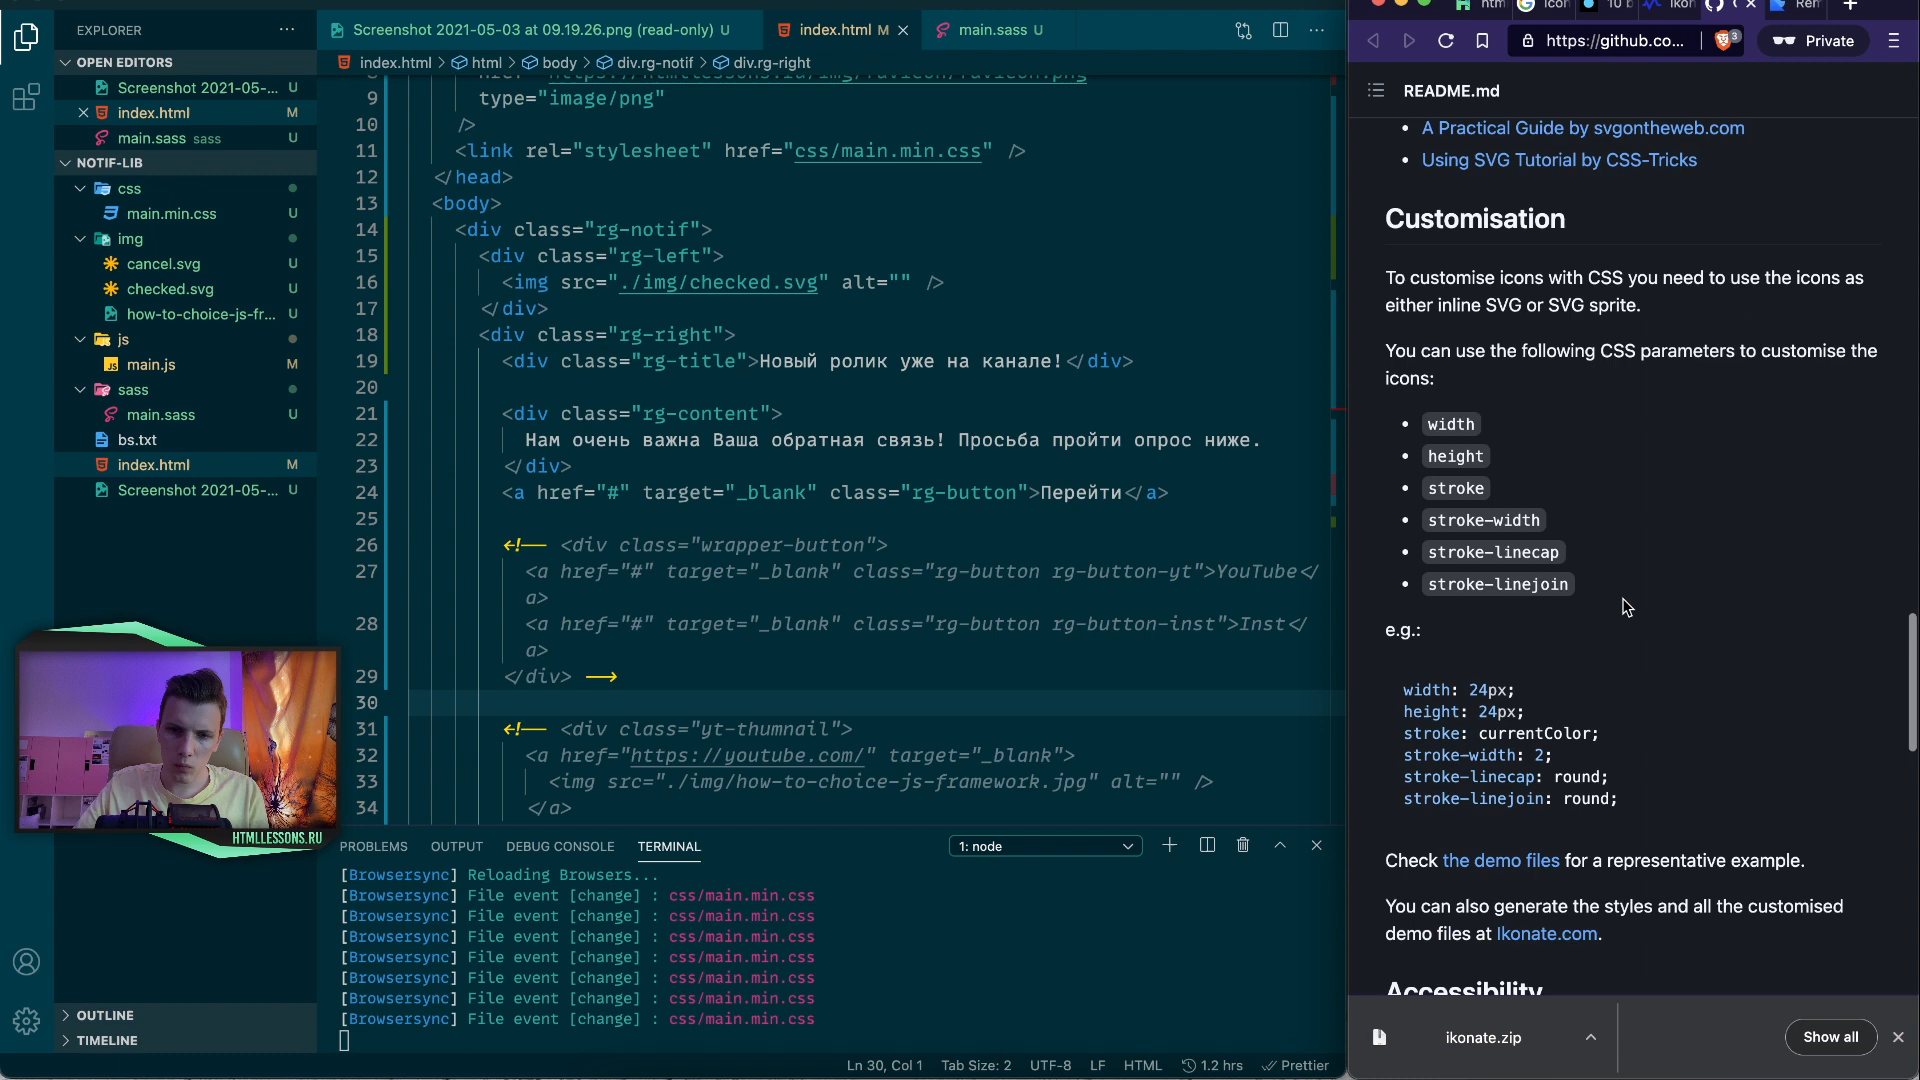 EXPLORER
OPEN EDITORS
Screenshot 2021-05-... U
index.html M
main.sass sass U
NOTIF-LIB
css
main.min.css U
img
cancel.svg U
checked.svg U
how-to-choice-js-fr... U
js
main.js M
sass
main.sass U
bs.txt
index.html M
Screenshot 2021-05-... U
HTMLLESSONS.RU
OUTLINE
TIMELINE
Screenshot 2021-05-03 at 09.19.26.png (read-only) U
index.html M
main.sass U
index.html > html > body > div.rg-notif > div.rg-right
9 type="image/png"
10 />
11 <link rel="stylesheet" href="css/main.min.css" />
12 </head>
13 <body>
14 <div class="rg-notif">
15 <div class="rg-left">
16 <img src="./img/checked.svg" alt="" />
17 </div>
18 <div class="rg-right">
19 <div class="rg-title">Новый ролик уже на канале!</div>
20
21 <div class="rg-content">
22 Нам очень важна Ваша обратная связь! Просьба пройти опрос ниже.
23 </div>
24 <a href="#" target="_blank" class="rg-button">Перейти</a>
25
26 <!-- <div class="wrapper-button">
27 <a href="#" target="_blank" class="rg-button rg-button-yt">YouTube</
a>
28 <a href="#" target="_blank" class="rg-button rg-button-inst">Inst</
a>
29 </div> -->
30
31 <!-- <div class="yt-thumnail">
32 <a href="https://youtube.com/" target="_blank">
33 <img src="./img/how-to-choice-js-framework.jpg" alt="" />
34 </a>
PROBLEMS OUTPUT DEBUG CONSOLE TERMINAL
1: node
[Browsersync] Reloading Browsers...
[Browsersync] File event [change] : css/main.min.css
[Browsersync] File event [change] : css/main.min.css
[Browsersync] File event [change] : css/main.min.css
[Browsersync] File event [change] : css/main.min.css
[Browsersync] File event [change] : css/main.min.css
[Browsersync] File event [change] : css/main.min.css
[Browsersync] File event [change] : css/main.min.css
Ln 30, Col 1 Tab Size: 2 UTF-8 LF HTML 1.2 hrs Prettier
https://github.co...
3
Private
README.md
A Practical Guide by svgontheweb.com
Using SVG Tutorial by CSS-Tricks
Customisation
To customise icons with CSS you need to use the icons as
either inline SVG or SVG sprite.
You can use the following CSS parameters to customise the
icons:
width
height
stroke
stroke-width
stroke-linecap
stroke-linejoin
e.g.:
width: 24px;
height: 24px;
stroke: currentColor;
stroke-width: 2;
stroke-linecap: round;
stroke-linejoin: round;
Check the demo files for a representative example.
You can also generate the styles and all the customised
demo files at Ikonate.com.
Accessibility
ikonate.zip
Show all